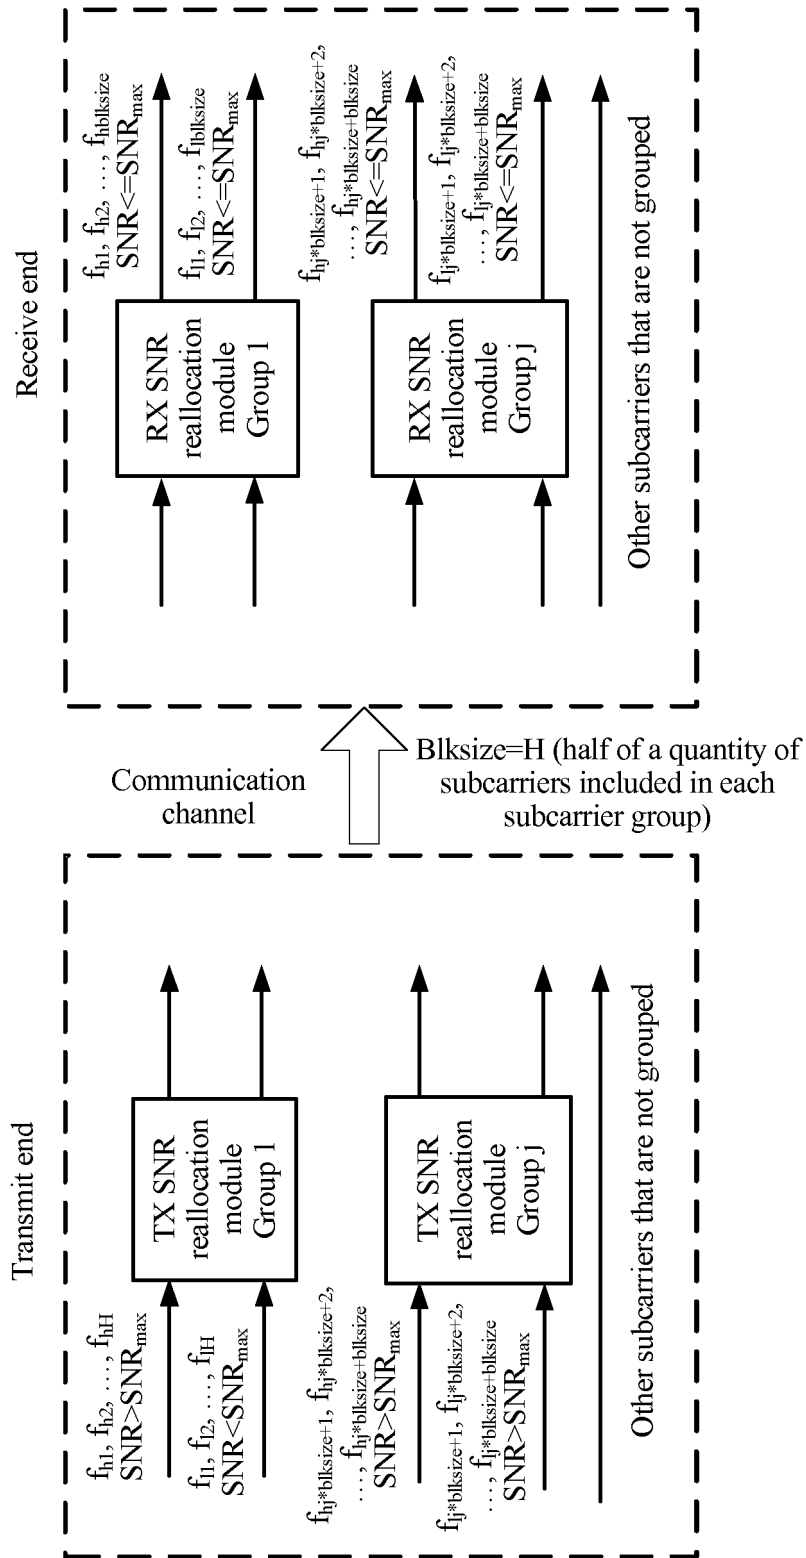 Transmit end
f_h1, f_h2, …, f_hH
SNR>SNR_max
f_l1, f_l2, …, f_lH
SNR<SNR_max
TX SNR
reallocation
module
Group 1
f_hj*blksize+1, f_hj*blksize+2,
…, f_hj*blksize+blksize
SNR>SNR_max
f_lj*blksize+1, f_lj*blksize+2,
…, f_lj*blksize+blksize
SNR>SNR_max
TX SNR
reallocation
module
Group j
Other subcarriers that are not grouped
Communication
channel
Blksize=H (half of a quantity of
subcarriers included in each
subcarrier group)
Receive end
RX SNR
reallocation
module
Group 1
f_h1, f_h2, …, f_hblksize
SNR<=SNR_max
f_l1, f_l2, …, f_lblksize
SNR<=SNR_max
RX SNR
reallocation
module
Group j
f_hj*blksize+1, f_hj*blksize+2,
…, f_hj*blksize+blksize
SNR<=SNR_max
f_lj*blksize+1, f_lj*blksize+2,
…, f_lj*blksize+blksize
SNR<=SNR_max
Other subcarriers that are not grouped